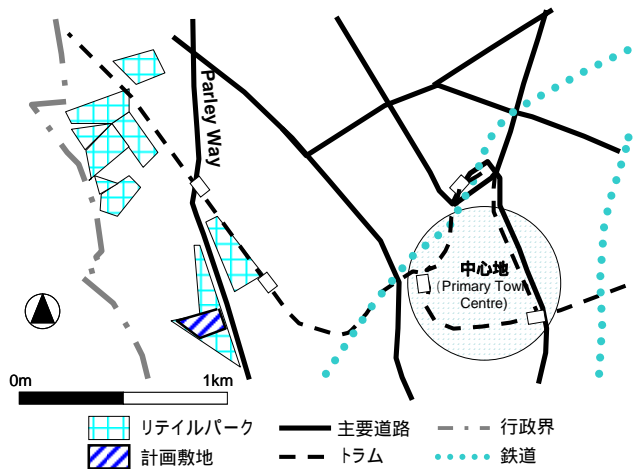 Parley Way
中心地
(Primary Town
Centre)
0m
1km
リテイルパーク
主要道路
行政界
計画敷地
トラム
鉄道